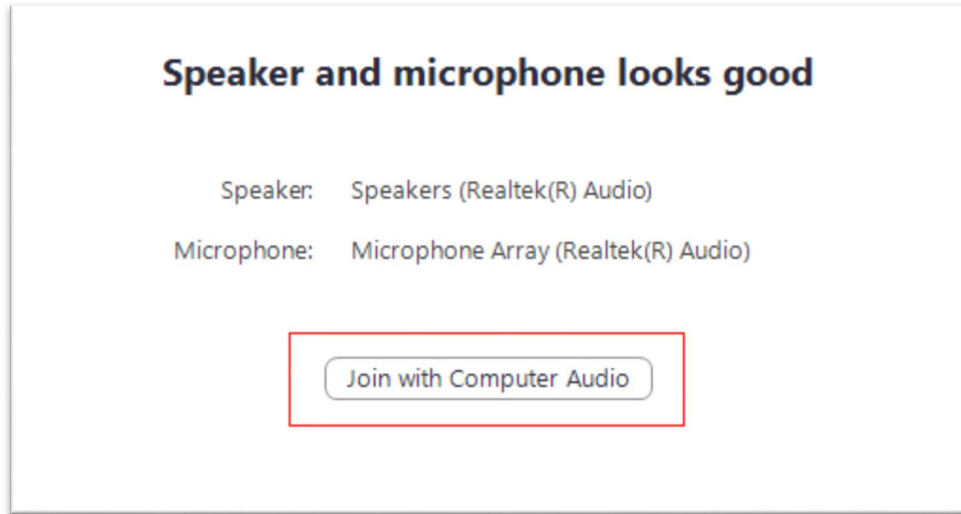 Speaker and microphone looks good
Speaker: Speakers (Realtek(R) Audio)
Microphone: Microphone Array (Realtek(R) Audio)
Join with Computer Audio